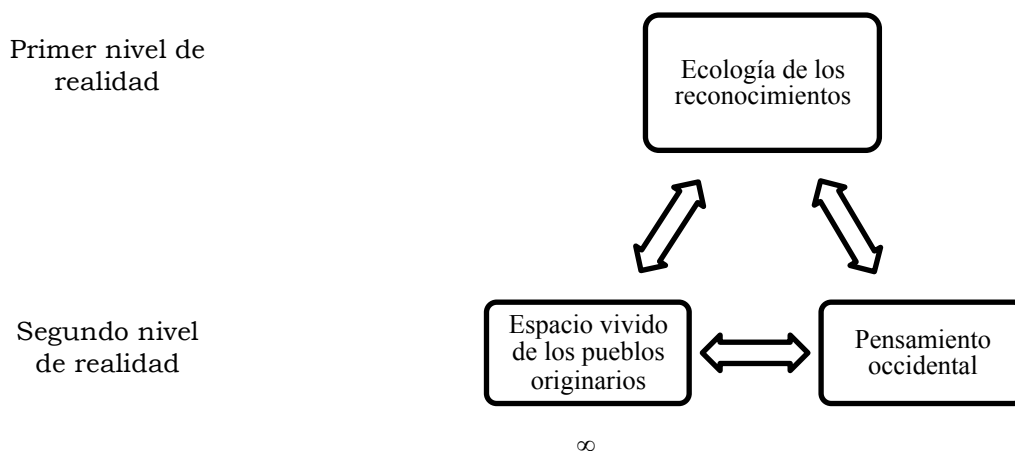 Primer nivel de
realidad
Ecología de los
reconocimientos
Segundo nivel
de realidad
Espacio vivido
de los pueblos
originarios
Pensamiento
occidental
∞